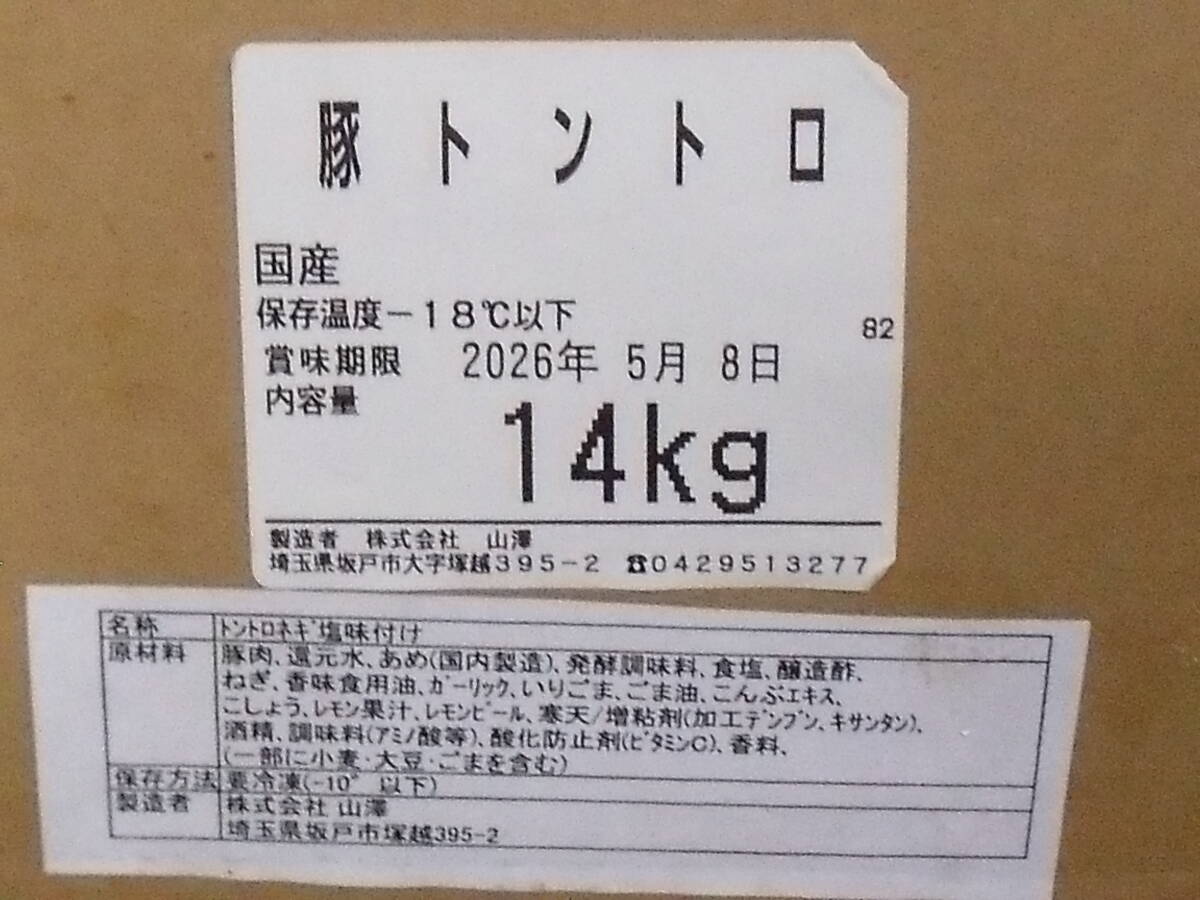 豚トントロ
国産
保存温度−18℃以下
82
賞味期限 2026年 5月 8日
内容量
14kg
製造者 株式会社 山澤
埼玉県坂戸市大字塚越395−2 ☎0429513277
名称 ﾄﾝﾄﾛﾈｷﾞ塩味付け
原材料 豚肉、還元水、あめ(国内製造)、発酵調味料、食塩、醸造酢、
ねぎ、香味食用油、ｶﾞｰﾘｯｸ、いりごま、ごま油、こんぶｴｷｽ、
こしょう、ﾚﾓﾝ果汁、ﾚﾓﾝﾋﾟｰﾙ、寒天/増粘剤(加工ﾃﾞﾝﾌﾟﾝ、ｷｻﾝﾀﾝ)、
酒精、調味料(ｱﾐﾉ酸等)、酸化防止剤(ﾋﾞﾀﾐﾝC)、香料、
(一部に小麦・大豆・ごまを含む)
保存方法 要冷凍(-10° 以下)
製造者 株式会社 山澤
埼玉県坂戸市塚越395-2